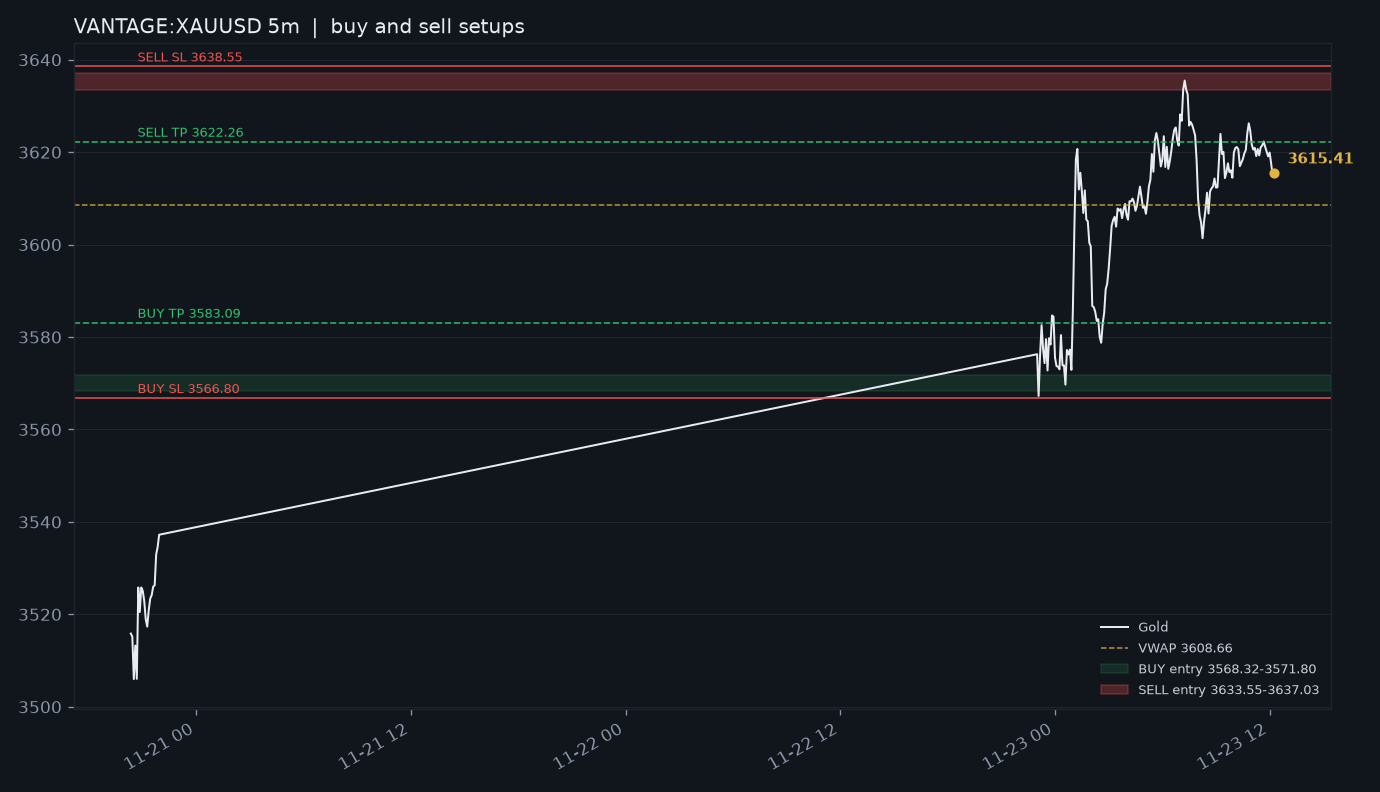 VANTAGE:XAUUSD 5m | buy and sell setups
3640
SELL SL 3638.55
SELL TP 3622.26
3620
3615.41
3600
BUY TP 3583.09
3580
BUY SL 3566.80
3560
3540
3520
3500
Gold
VWAP 3608.66
BUY entry 3568.32-3571.80
SELL entry 3633.55-3637.03
11-21 00
11-21 12
11-22 00
11-22 12
11-23 00
11-23 12